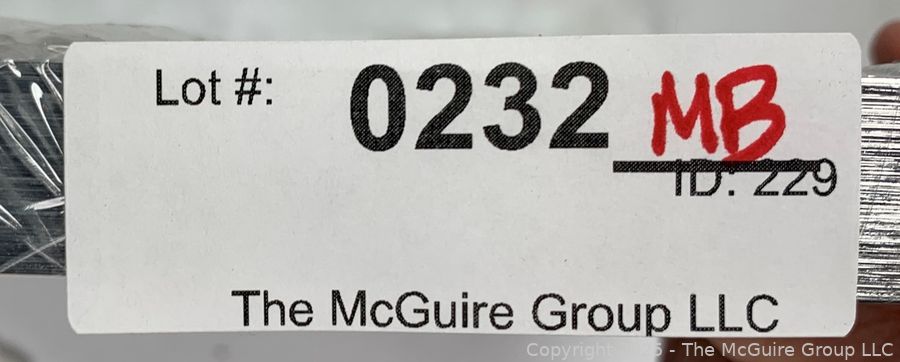 Lot #: 0232 MB
ID: 229
The McGuire Group LLC
- The McGuire Group LLC